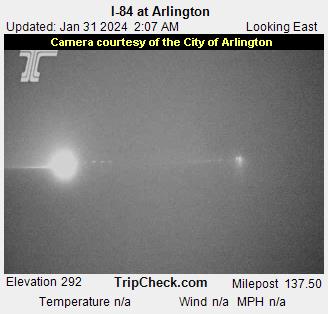 I-84 at Arlington
Updated: Jan 31 2024 2:07 AM Looking East
Camera courtesy of the City of Arlington
Elevation 292 TripCheck.com Milepost 137.50
Temperature n/a Wind n/a MPH n/a